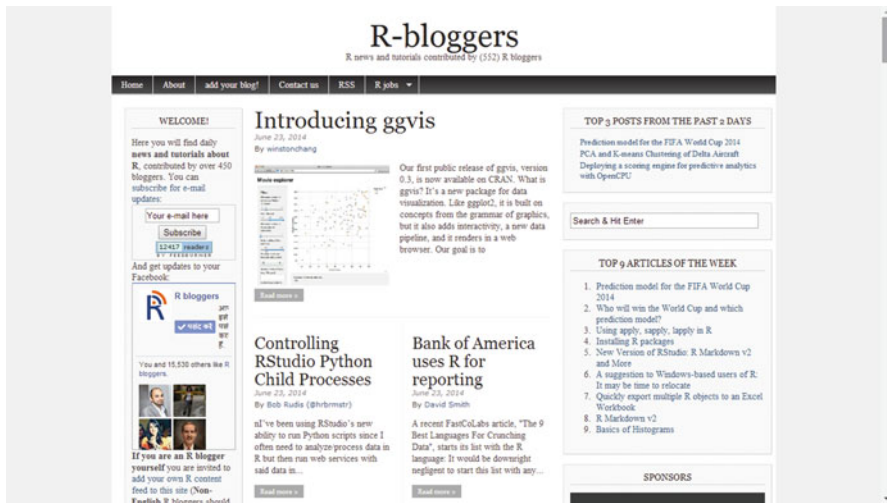 R-bloggers
R news and tutorials contributed by (552) R bloggers
Home
About
add your blog!
Contact us
RSS
R jobs
WELCOME!
Here you will find daily
news and tutorials about
R, contributed by over 450
bloggers. You can
subscribe for e-mail
updates:
Your e-mail here
Subscribe
12417 readers
BY FEEDBURNER
And get updates to your
Facebook:
R bloggers
You and 15,530 others like R
bloggers.
If you are an R blogger
yourself you are invited to
add your own R content
feed to this site (Non-
English R bloggers should
Introducing ggvis
June 23, 2014
By winstonchang
Movie explorer
Our first public release of ggvis, version
0.3, is now available on CRAN. What is
ggvis? It's a new package for data
visualization. Like ggplot2, it is built on
concepts from the grammar of graphics,
but it also adds interactivity, a new data
pipeline, and it renders in a web
browser. Our goal is to
Read more »
Controlling
RStudio Python
Child Processes
June 23, 2014
By Bob Rudis (@hrbrmstr)
nI've been using RStudio's new
ability to run Python scripts since I
often need to analyze/process data in
R but then run web services with
said data in...
Read more »
Bank of America
uses R for
reporting
June 23, 2014
By David Smith
A recent FastCoLabs article, "The 9
Best Languages For Crunching
Data", starts its list with the R
language: It would be downright
negligent to start this list with any...
Read more »
TOP 3 POSTS FROM THE PAST 2 DAYS
Prediction model for the FIFA World Cup 2014
PCA and K-means Clustering of Delta Aircraft
Deploying a scoring engine for predictive analytics
with OpenCPU
Search & Hit Enter
TOP 9 ARTICLES OF THE WEEK
1. Prediction model for the FIFA World Cup
2014
2. Who will win the World Cup and which
prediction model?
3. Using apply, sapply, lapply in R
4. Installing R packages
5. New Version of RStudio: R Markdown v2
and More
6. A suggestion to Windows-based users of R:
It may be time to relocate
7. Quickly export multiple R objects to an Excel
Workbook
8. R Markdown v2
9. Basics of Histograms
SPONSORS